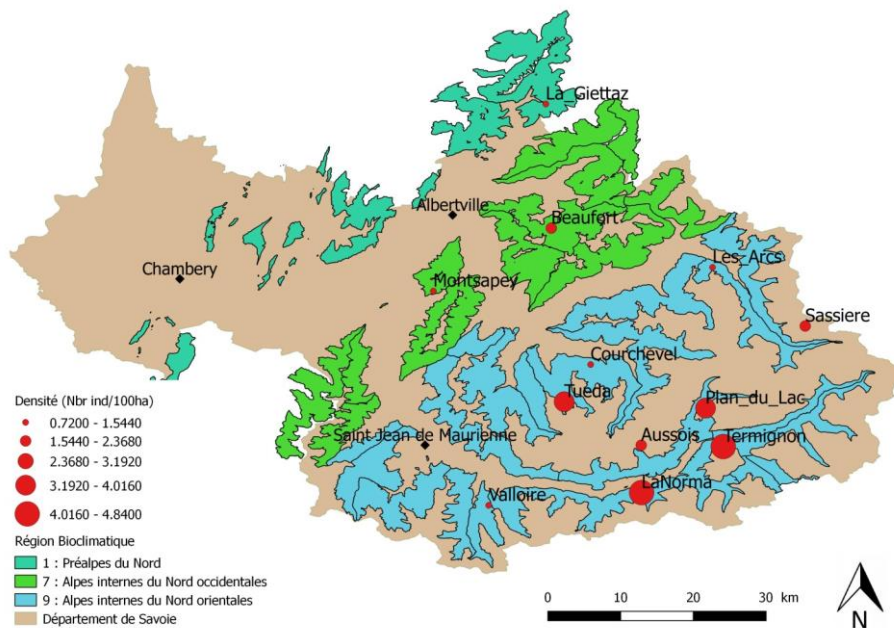 La_Giettaz
Albertville
Beaufort
Les_Arcs
Chambery
Montsapey
Sassiere
Courchevel
Tueda
Plan_du_Lac
Saint Jean de Maurienne
Aussois
Termignon
LaNorma
Valloire
Densité (Nbr ind/100ha)
0.7200 - 1.5440
1.5440 - 2.3680
2.3680 - 3.1920
3.1920 - 4.0160
4.0160 - 4.8400
Région Bioclimatique
1 : Préalpes du Nord
7 : Alpes internes du Nord occidentales
9 : Alpes internes du Nord orientales
Département de Savoie
0 10 20 30 km
N